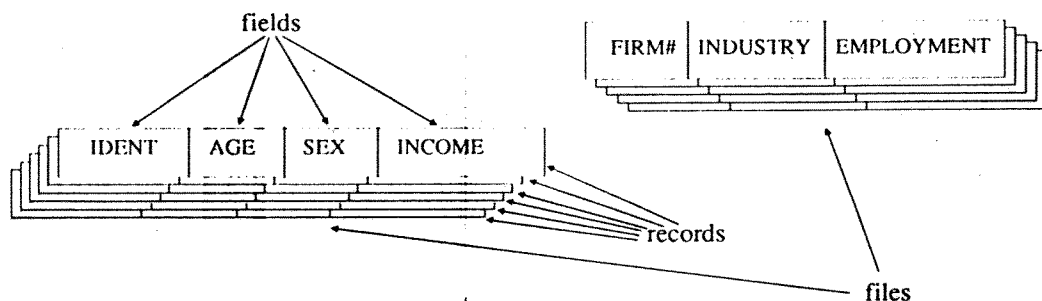 fields
FIRM# INDUSTRY EMPLOYMENT
IDENT AGE SEX INCOME
records
files